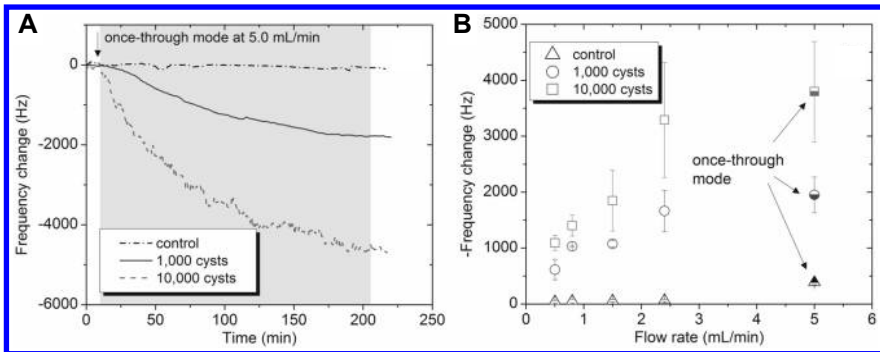 A
once-through mode at 5.0 mL/min
0
-2000
-4000
-6000
Frequency change (Hz)
control
1,000 cysts
10,000 cysts
0
50
100
150
200
250
Time (min)
B
5000
4000
3000
2000
1000
0
-Frequency change (Hz)
control
1,000 cysts
10,000 cysts
once-through
mode
0
1
2
3
4
5
6
Flow rate (mL/min)